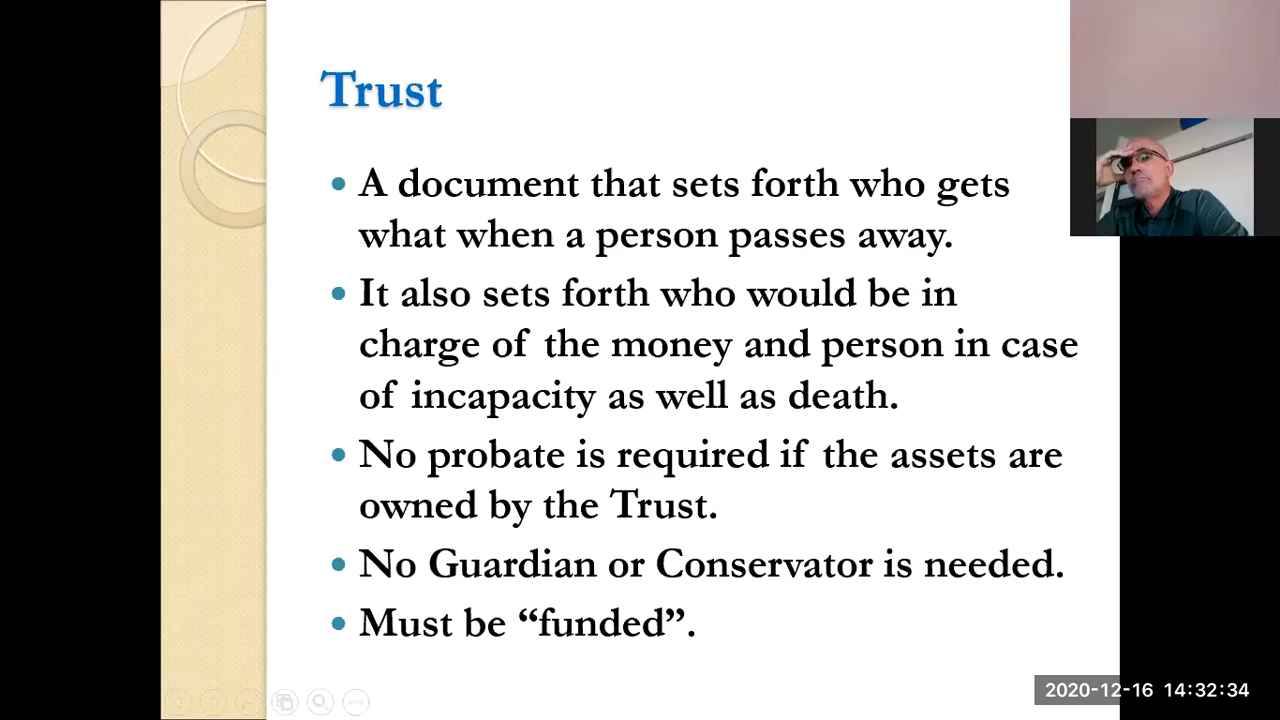 Trust
• A document that sets forth who gets
what when a person passes away.
• It also sets forth who would be in
charge of the money and person in case
of incapacity as well as death.
• No probate is required if the assets are
owned by the Trust.
• No Guardian or Conservator is needed.
• Must be “funded”.
2020-12-16 14:32:34